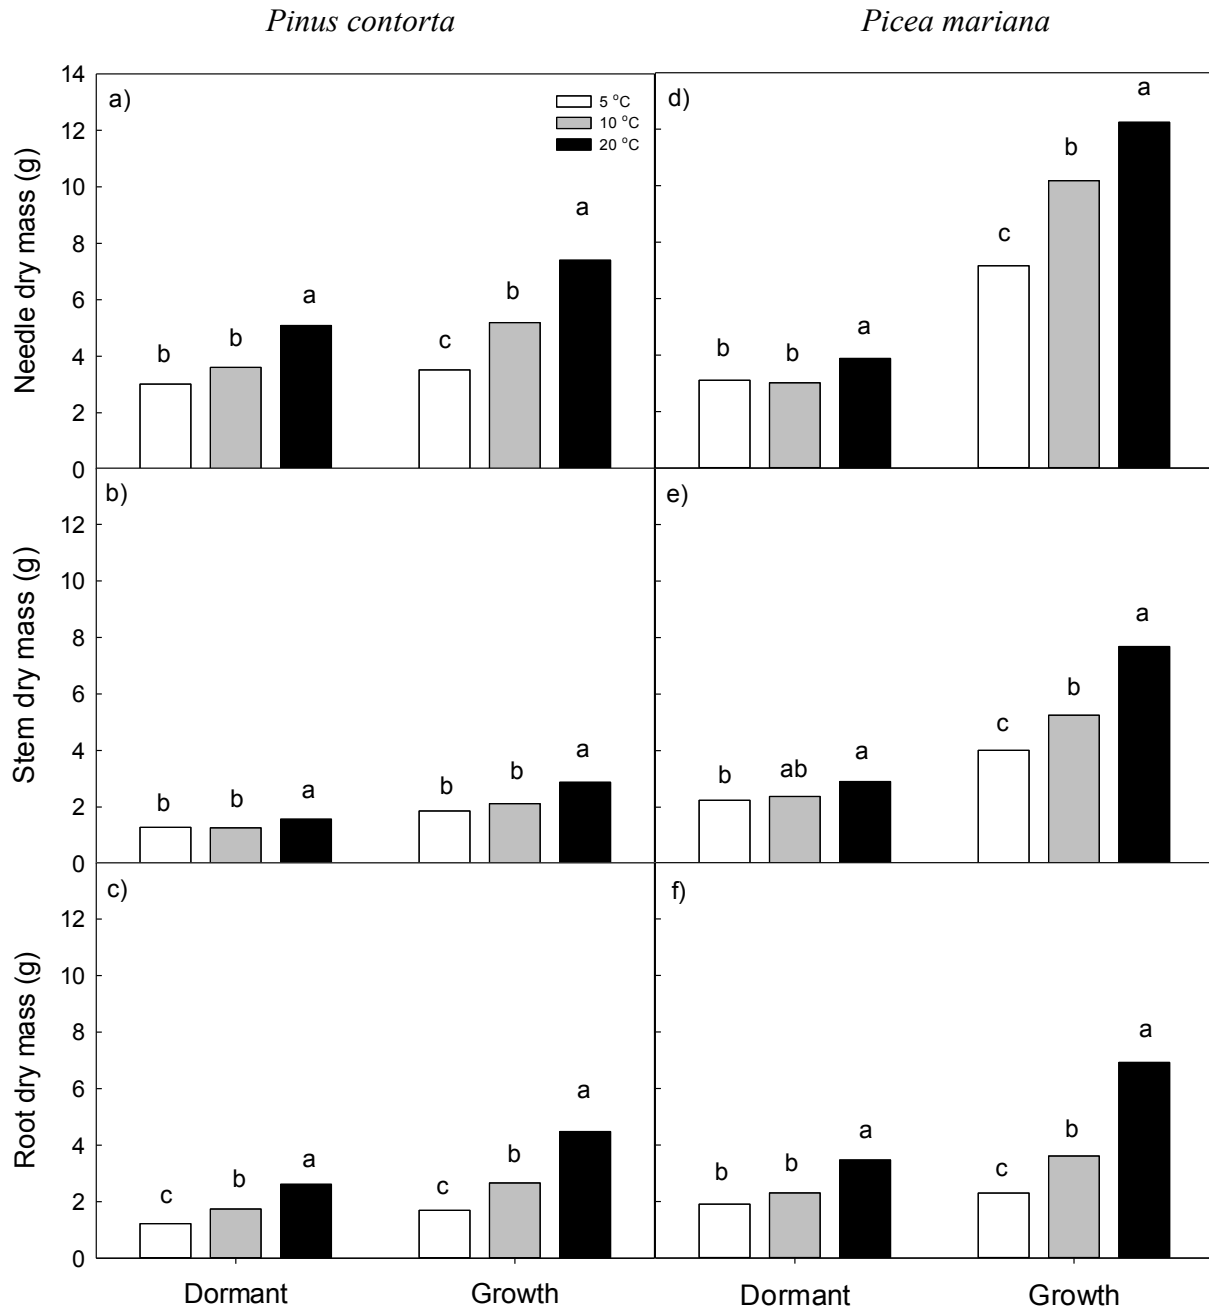 Pinus contorta
Picea mariana
Needle dry mass (g)
14
12
10
8
6
4
2
0
a)
5 °C
10 °C
20 °C
b
b
a
c
b
a
d)
b
b
a
c
b
a
Stem dry mass (g)
12
10
8
6
4
2
0
b)
b
b
a
b
b
a
e)
b
ab
a
c
b
a
Root dry mass (g)
12
10
8
6
4
2
0
c)
c
b
a
c
b
a
f)
b
b
a
c
b
a
Dormant
Growth
Dormant
Growth